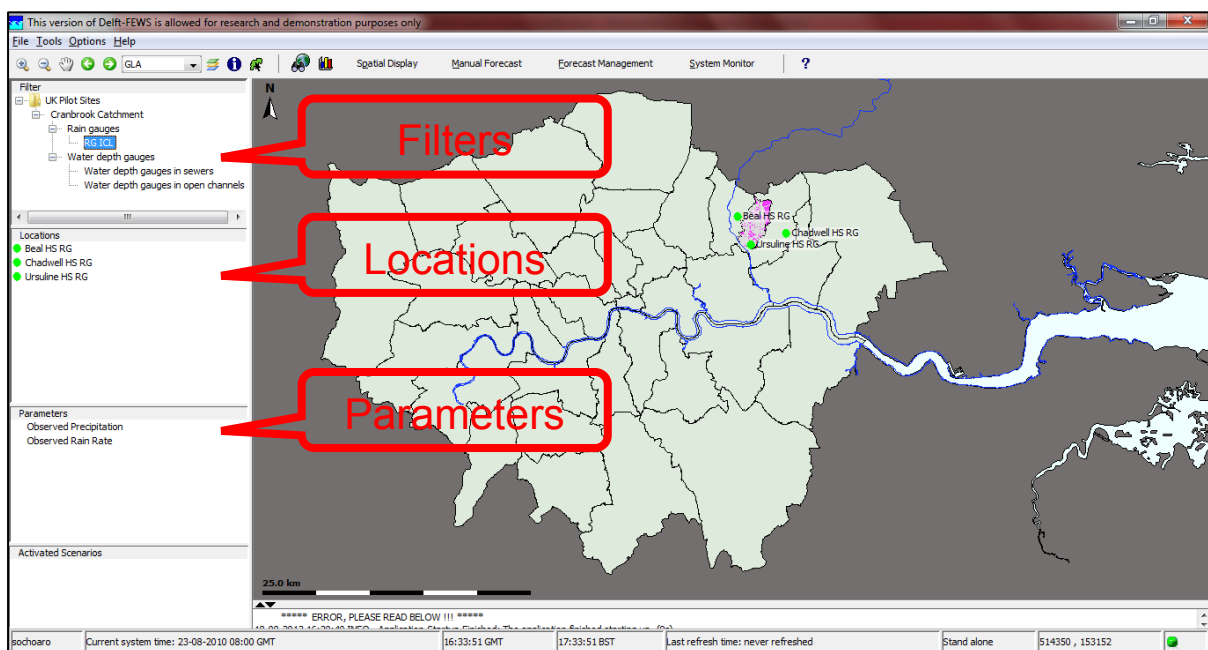 This version of Delft-FEWS is allowed for research and demonstration purposes only
File Tools Options Help
GLA Spatial Display Manual Forecast Forecast Management System Monitor ?
Filter
UK Pilot Sites
Cranbrook Catchment
Rain gauges
RG ICL
Water depth gauges
Water depth gauges in sewers
Water depth gauges in open channels
Locations
Beal HS RG
Chadwell HS RG
Ursuline HS RG
Parameters
Observed Precipitation
Observed Rain Rate
Activated Scenarios
N
Filters
Locations
Parameters
Beal HS RG
Chadwell HS RG
Ursuline HS RG
25.0 km
***** ERROR, PLEASE READ BELOW !!! *****
sochoaro Current system time: 23-08-2010 08:00 GMT 16:33:51 GMT 17:33:51 BST Last refresh time: never refreshed Stand alone 514350 , 153152